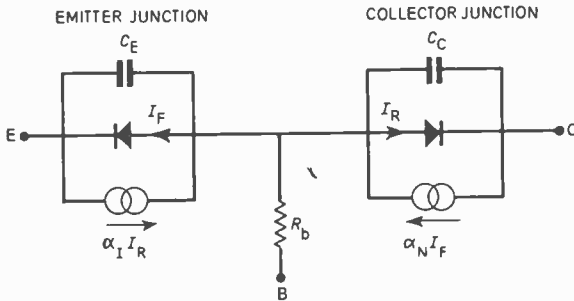 EMITTER JUNCTION
COLLECTOR JUNCTION
C_E
C_C
I_F
I_R
E
C
α_I I_R
R_b
α_N I_F
B